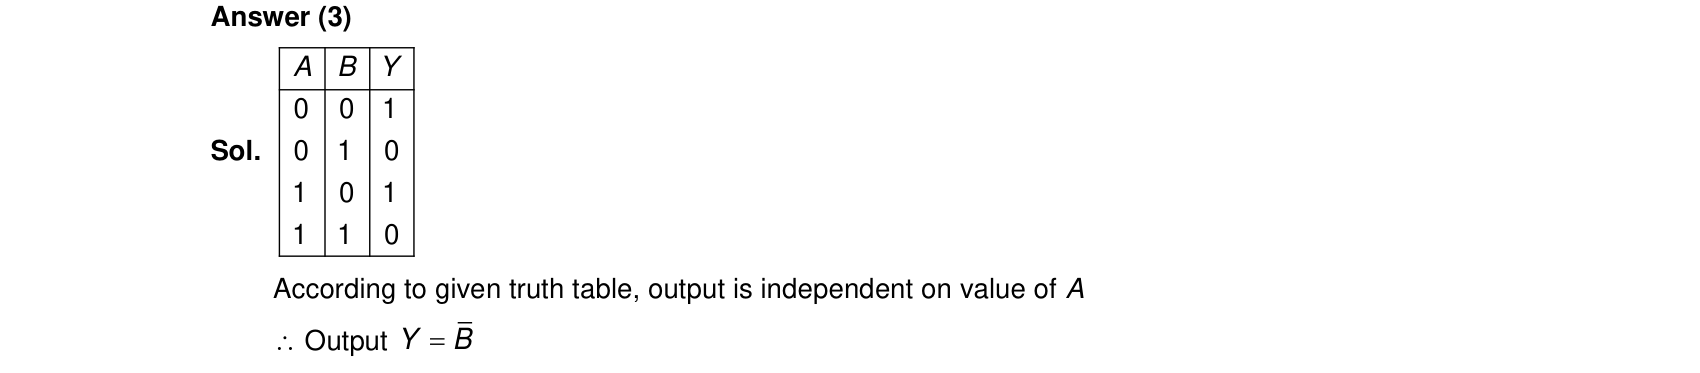 Answer (3)
A B Y
0 0 1
Sol. 0 1 0
1 0 1
1 1 0
According to given truth table, output is independent on value of A
∴ Output Y = B̅